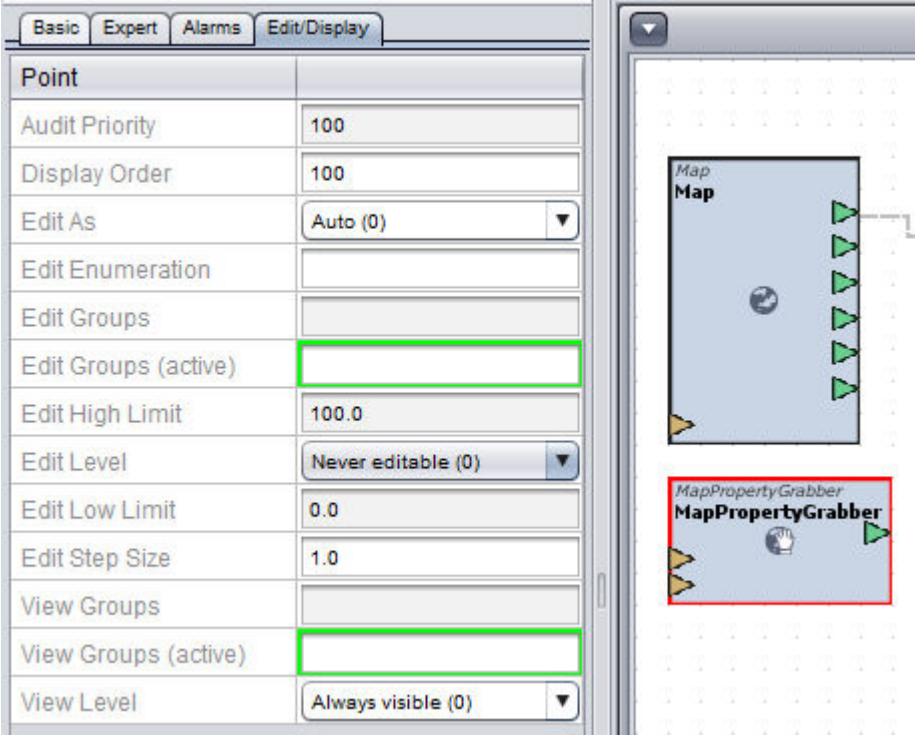 Basic Expert Alarms Edit/Display
Point
Audit Priority 100
Display Order 100
Edit As Auto (0)
Edit Enumeration
Edit Groups
Edit Groups (active)
Edit High Limit 100.0
Edit Level Never editable (0)
Edit Low Limit 0.0
Edit Step Size 1.0
View Groups
View Groups (active)
View Level Always visible (0)
Map
Map
MapPropertyGrabber
MapPropertyGrabber